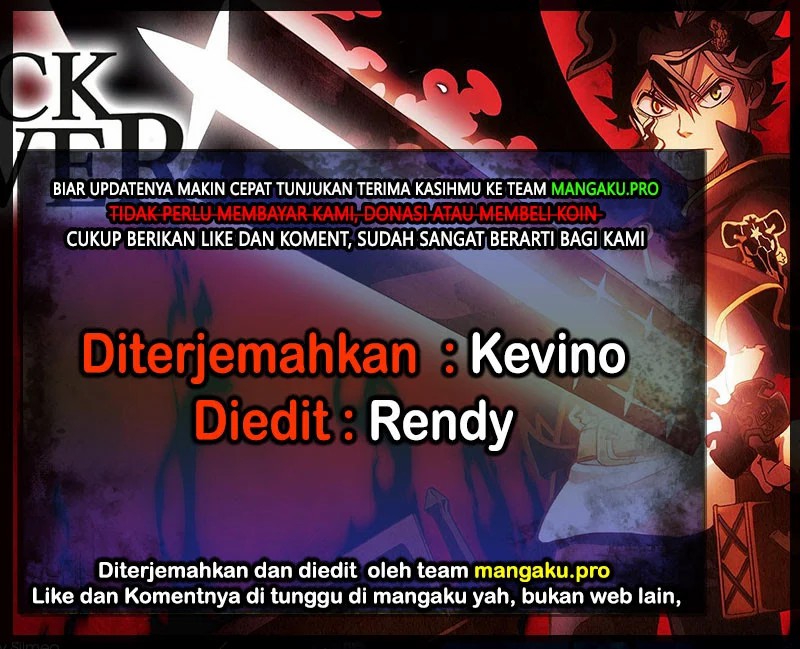 CK
VER
BIAR UPDATENYA MAKIN CEPAT TUNJUKAN TERIMA KASIHMU KE TEAM MANGAKU.PRO
TIDAK PERLU MEMBAYAR KAMI, DONASI ATAU MEMBELI KOIN
CUKUP BERIKAN LIKE DAN KOMENT, SUDAH SANGAT BERARTI BAGI KAMI
Diterjemahkan : Kevino
Diedit : Rendy
Diterjemahkan dan diedit oleh team mangaku.pro
Like dan Komentnya di tunggu di mangaku yah, bukan web lain,